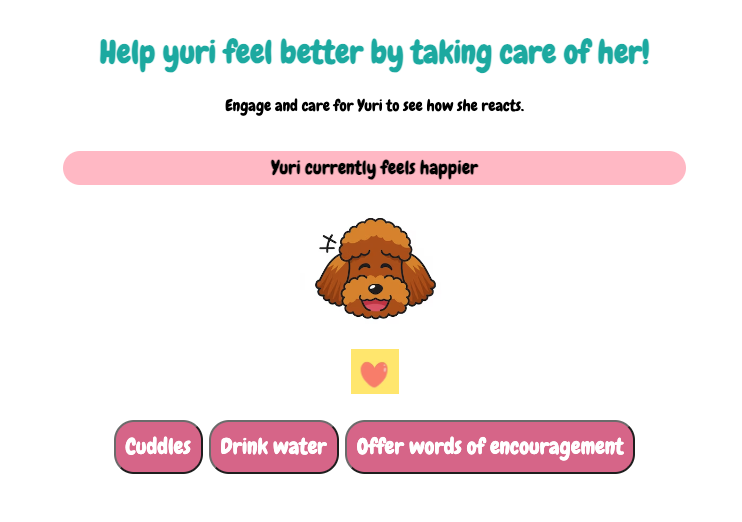 Help yuri feel better by taking care of her!
Engage and care for Yuri to see how she reacts.
Yuri currently feels happier
Cuddles
Drink water
Offer words of encouragement